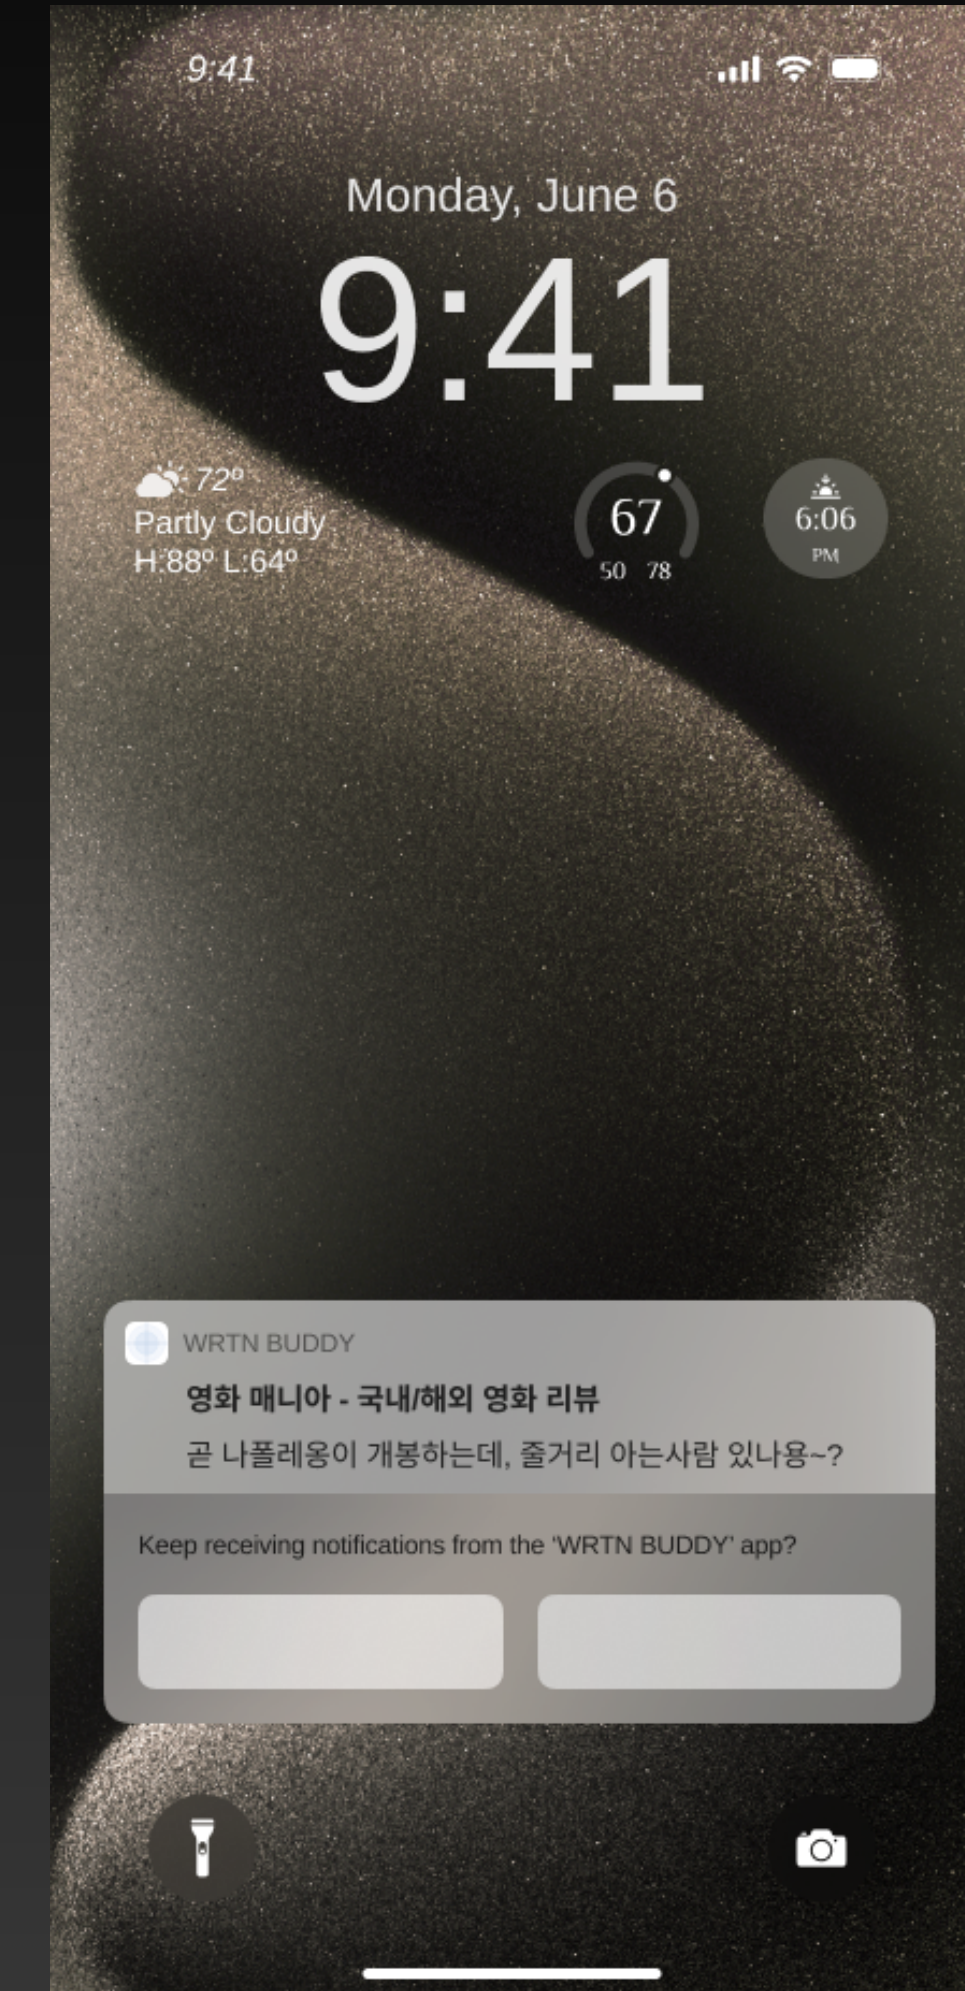 9:41
Monday, June 6
9:41
72º
Partly Cloudy
H:88º L:64º
67
50 78
6:06
PM
WRTN BUDDY
영화 매니아 - 국내/해외 영화 리뷰
곧 나폴레옹이 개봉하는데, 줄거리 아는사람 있나용~?
Keep receiving notifications from the ‘WRTN BUDDY’ app?